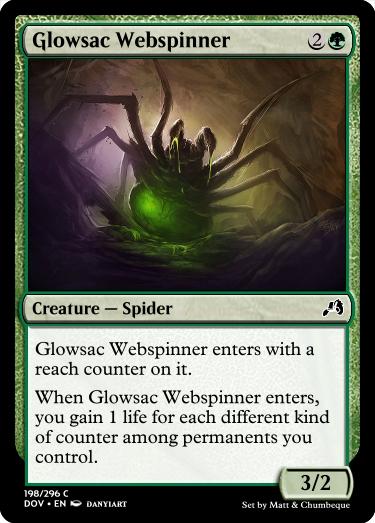 Glowsac Webspinner 2
Creature — Spider
Glowsac Webspinner enters with a
reach counter on it.
When Glowsac Webspinner enters,
you gain 1 life for each different kind
of counter among permanents you
control.
3/2
198/296 C
DOV • EN DANYIART
Set by Matt & Chumbeque